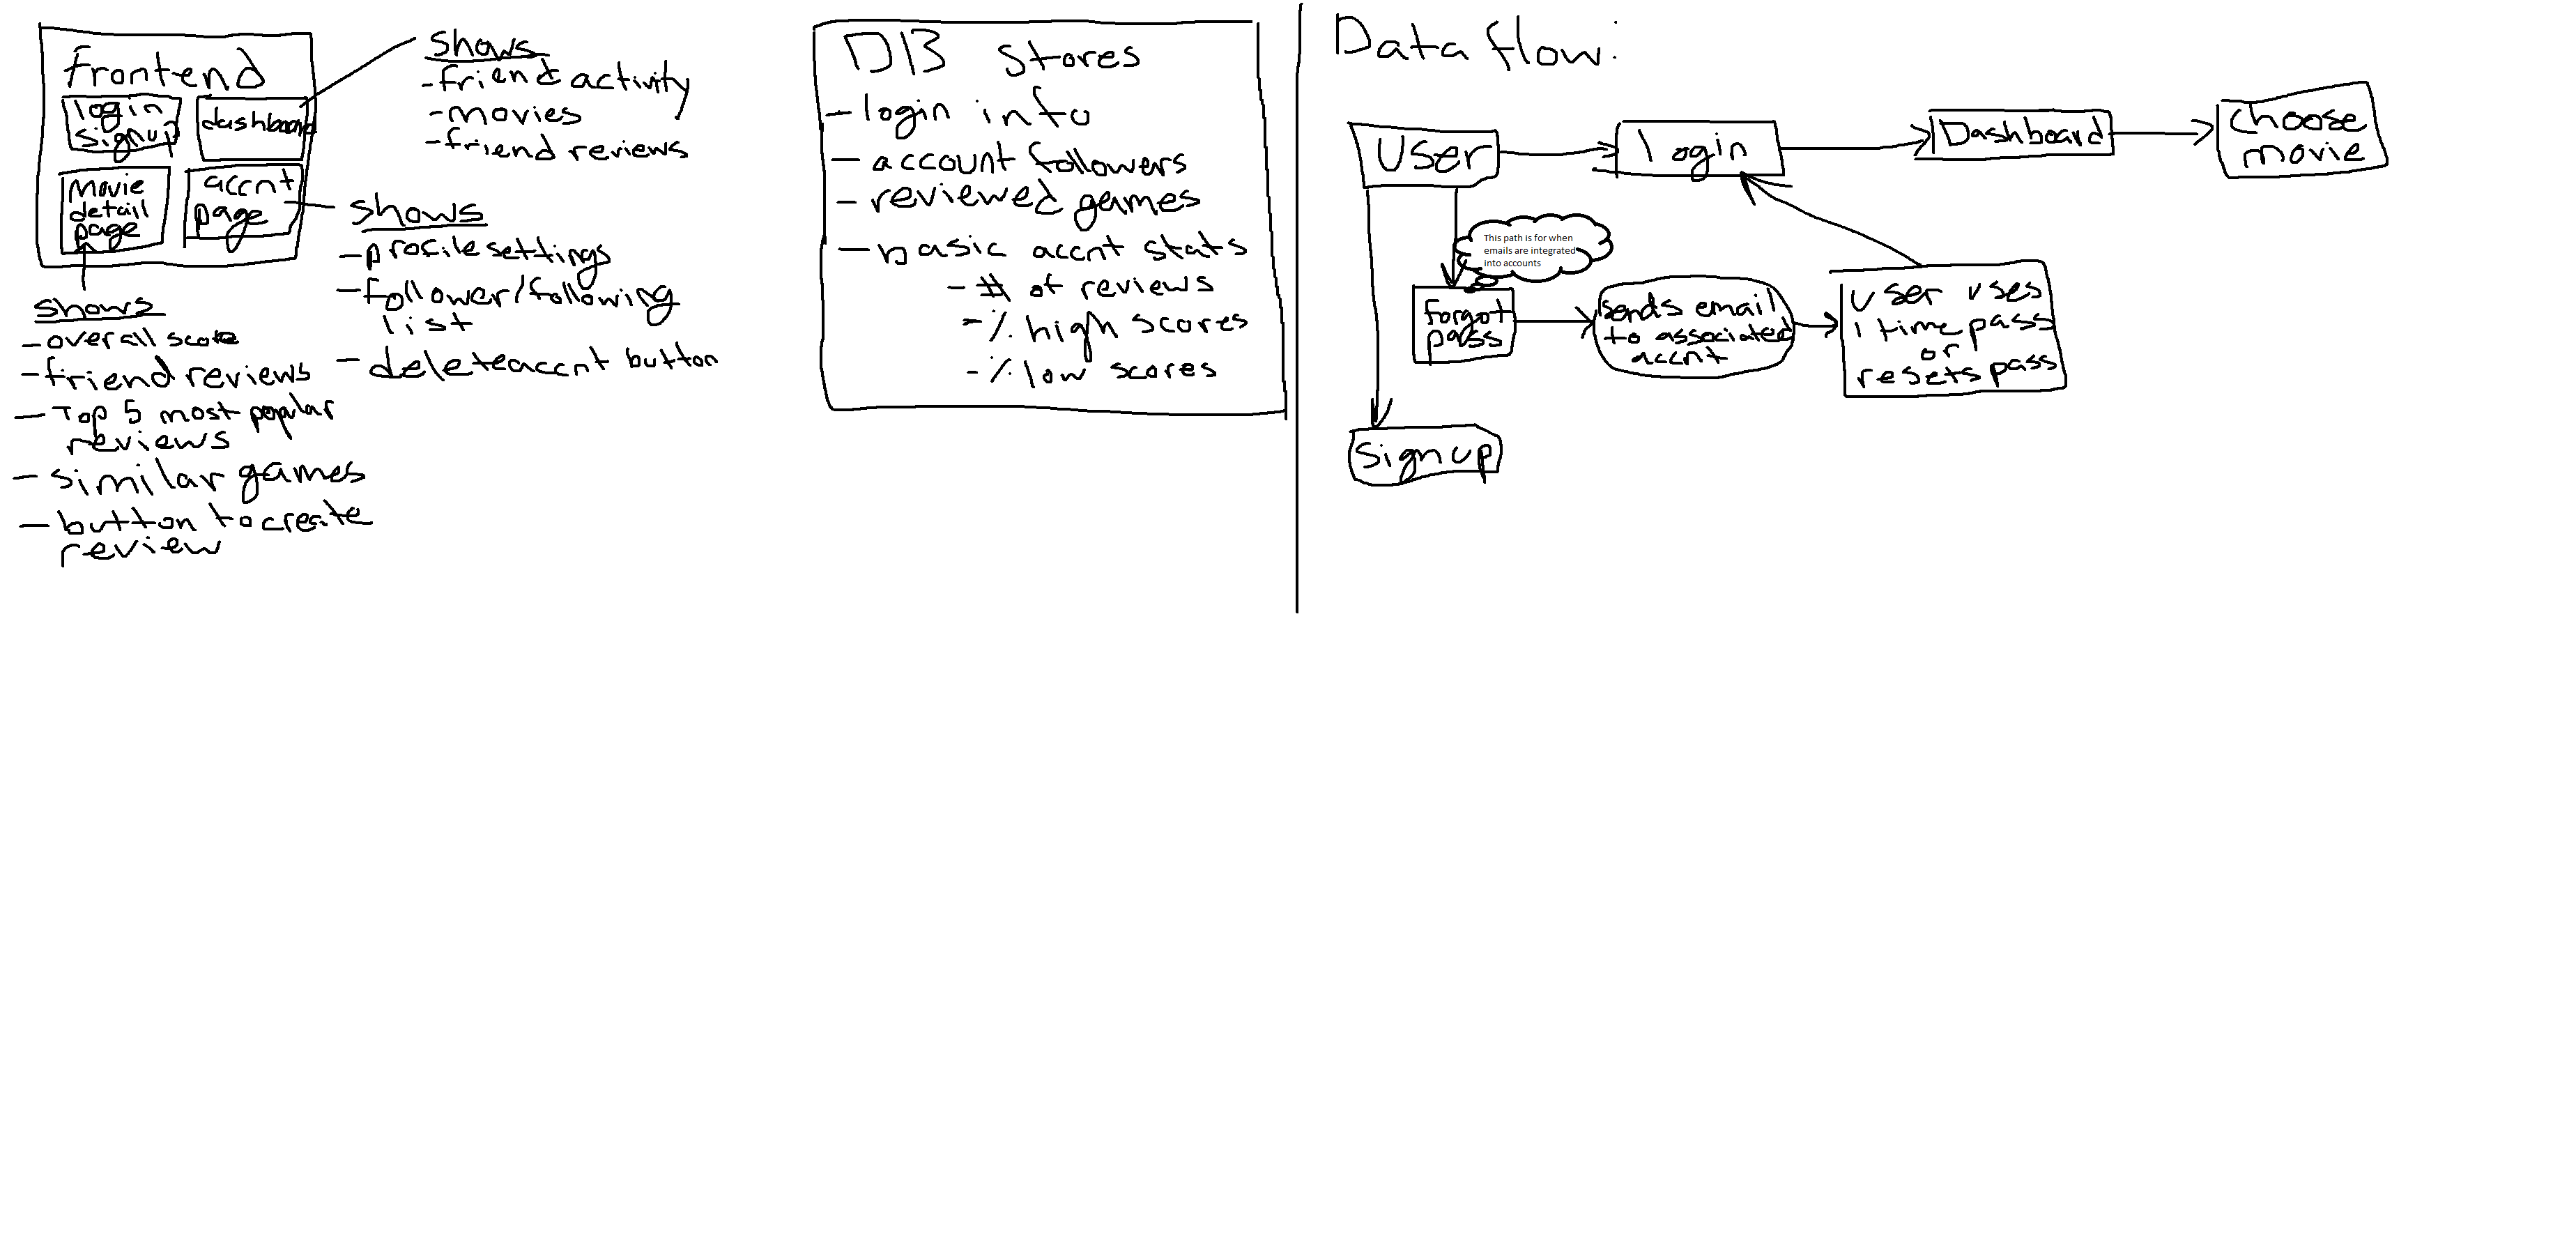 frontend
login
signup
dashboard
Movie
detail
page
accnt
page
shows
-friend activity
-movies
-friend reviews
shows
-profile settings
-follower/following
list
-delete accnt button
shows
-overall score
-friend reviews
-Top 5 most popular
reviews
-similar games
-button to create
review
DB stores
-login info
-account followers
-reviewed games
-basic accnt stats
-# of reviews
-% high scores
-% low scores
Data flow:
User
login
Dashboard
choose
movie
This path is for when
emails are integrated
into accounts
forgot
pass
sends email
to associated
accnt
user uses
1 time pass
or
resets pass
Sign up